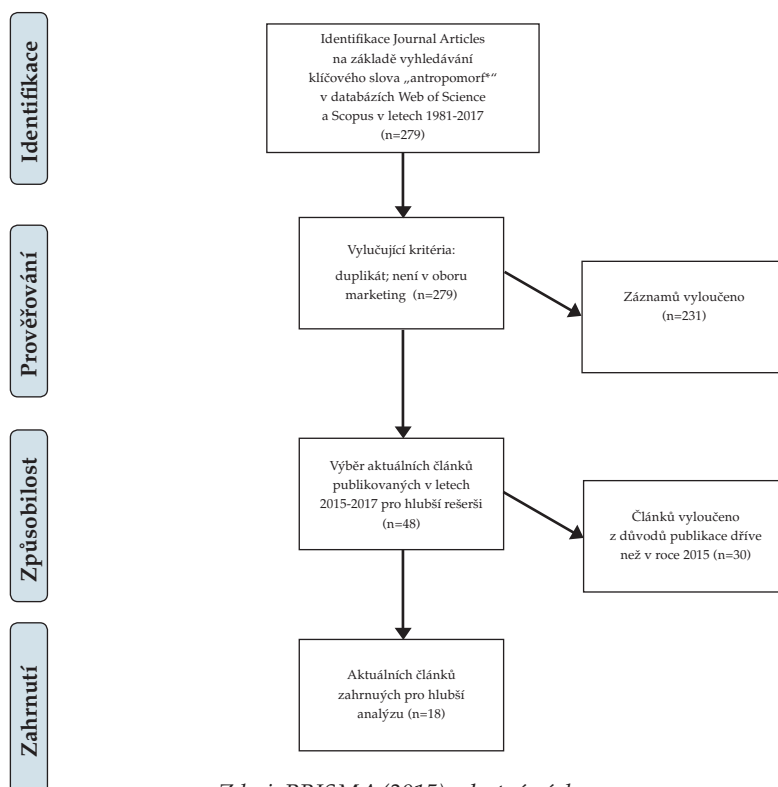 Identifikace
Identifikace Journal Articles
na základě vyhledávání
klíčového slova „antropomorf*“
v databázích Web of Science
a Scopus v letech 1981-2017
(n=279)
Prověřování
Vylučující kritéria:
duplikát; není v oboru
marketing (n=279)
Záznamů vyloučeno
(n=231)
Způsobilost
Výběr aktuálních článků
publikovaných v letech
2015-2017 pro hlubší rešerši
(n=48)
Článků vyloučeno
z důvodů publikace dříve
než v roce 2015 (n=30)
Zahrnutí
Aktuálních článků
zahrnuých pro hlubší
analýzu (n=18)
PRISMA (2015)